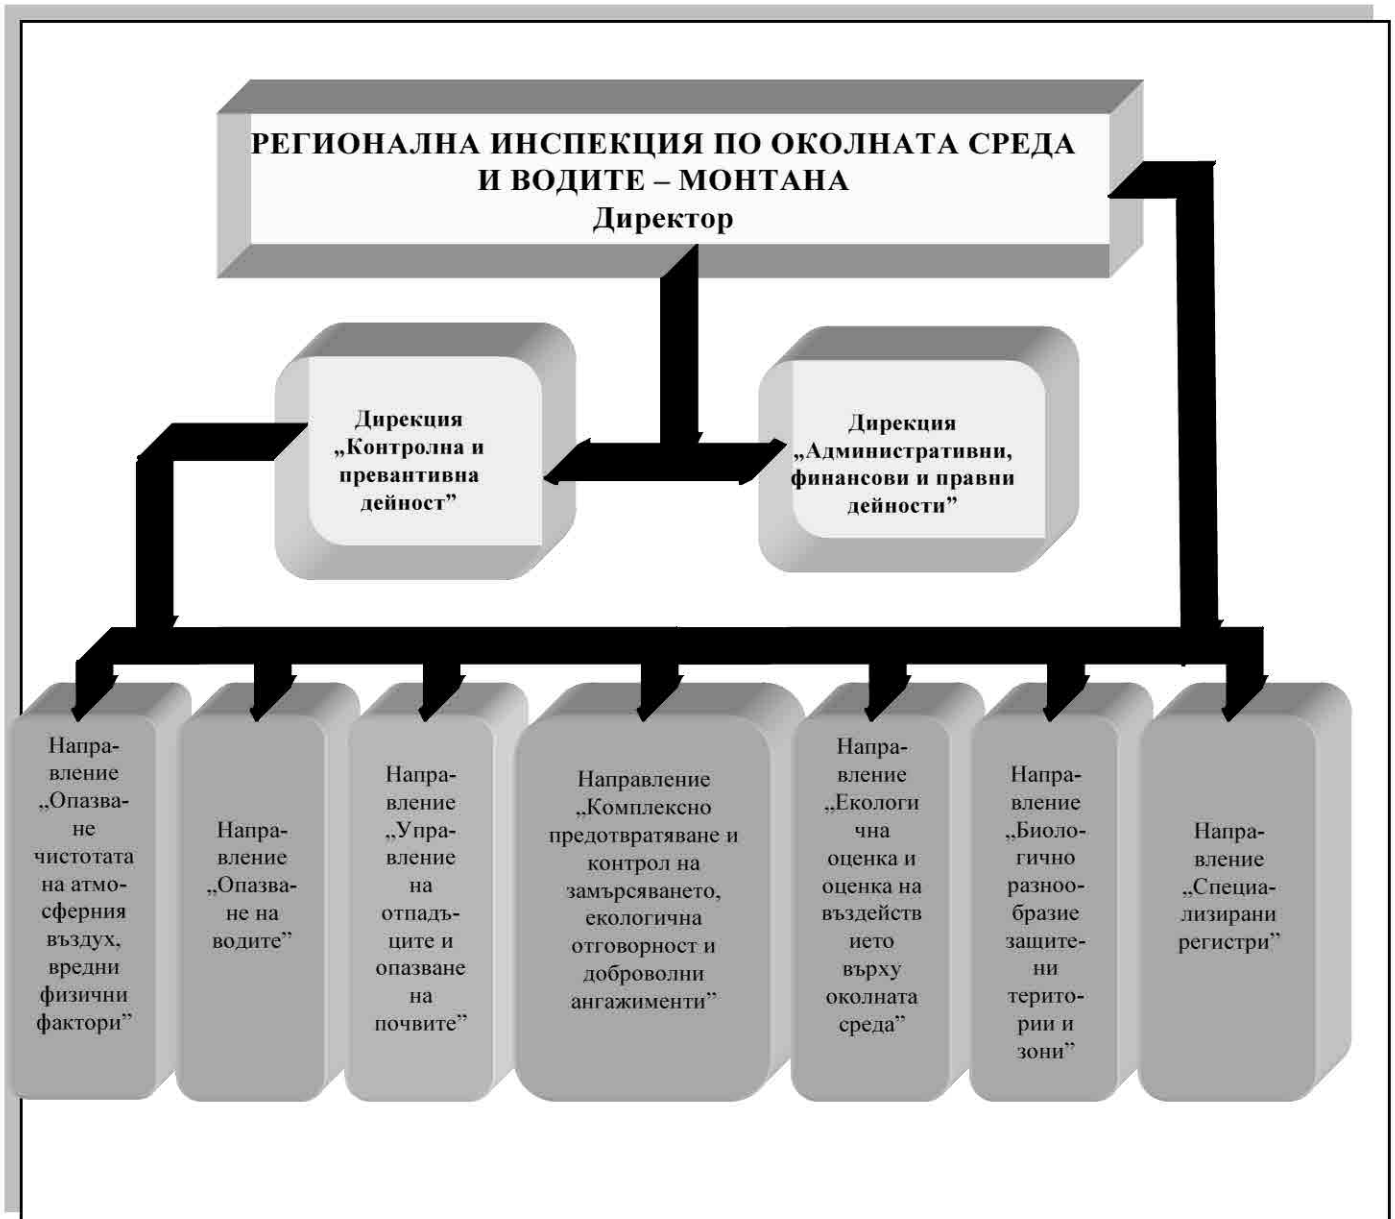 РЕГИОНАЛНА ИНСПЕКЦИЯ ПО ОКОЛНАТА СРЕДА
И ВОДИТЕ – МОНТАНА
Директор
Дирекция
„Контролна и
превантивна
дейност”
Дирекция
„Административни,
финансови и правни
дейности”
Напра-
вление
„Опазва-
не
чистотата
на атмо-
сферния
въздух,
вредни
физични
фактори”
Напра-
вление
„Опазва-
не на
водите”
Напра-
вление
„Упра-
вление
на
отпадъ-
ците и
опазване
на
почвите”
Направление
„Комплексно
предотвратяване и
контрол на
замърсяването,
екологична
отговорност и
доброволни
ангажименти”
Напра-
вление
„Екологи
чна
оценка и
оценка на
въздейств
ието
върху
околната
среда”
Напра-
вление
„Биоло-
гично
разноо-
бразие
защите-
ни
терито-
рии и
зони”
Напра-
вление
„Специа-
лизирани
регистри”